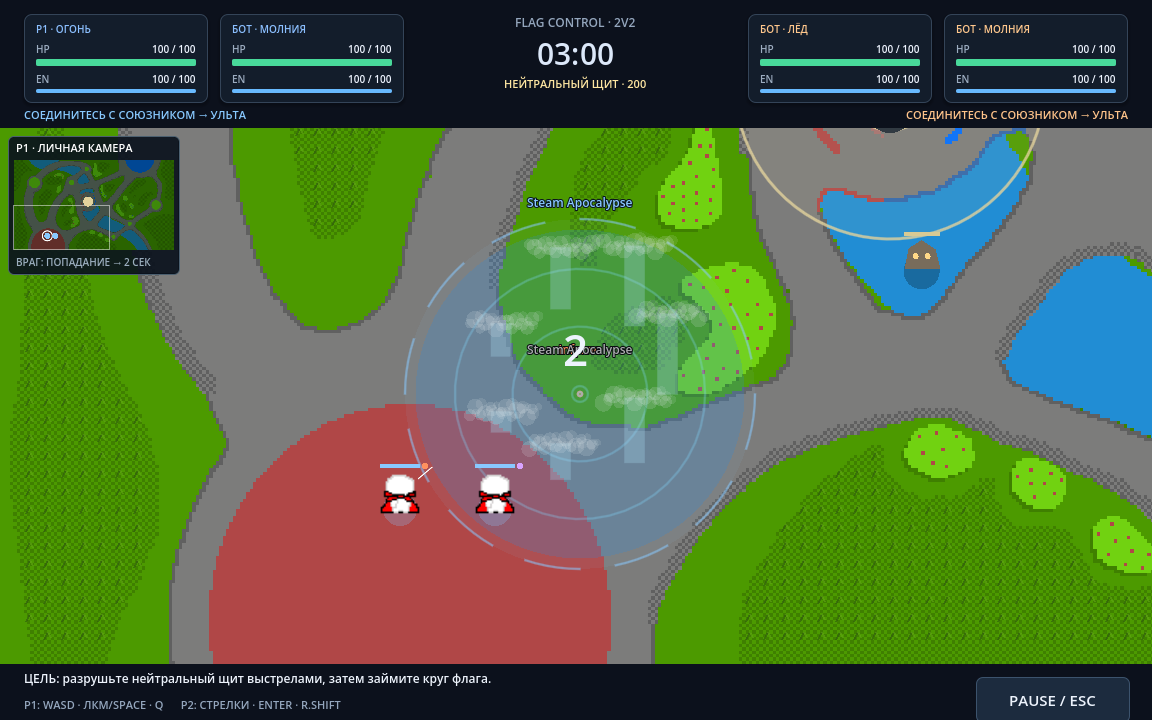 P1 · ОГОНЬ
HP 100 / 100
EN 100 / 100
БОТ · МОЛНИЯ
HP 100 / 100
EN 100 / 100
FLAG CONTROL · 2V2
03:00
НЕЙТРАЛЬНЫЙ ЩИТ · 200
БОТ · ЛЁД
HP 100 / 100
EN 100 / 100
БОТ · МОЛНИЯ
HP 100 / 100
EN 100 / 100
СОЕДИНИТЕСЬ С СОЮЗНИКОМ → УЛЬТА
СОЕДИНИТЕСЬ С СОЮЗНИКОМ → УЛЬТА
P1 · ЛИЧНАЯ КАМЕРА
ВРАГ: ПОПАДАНИЕ → 2 СЕК
Steam Apocalypse
Steam Apocalypse
2
ЦЕЛЬ: разрушьте нейтральный щит выстрелами, затем займите круг флага.
P1: WASD · ЛКМ/SPACE · Q P2: СТРЕЛКИ · ENTER · R.SHIFT
PAUSE / ESC